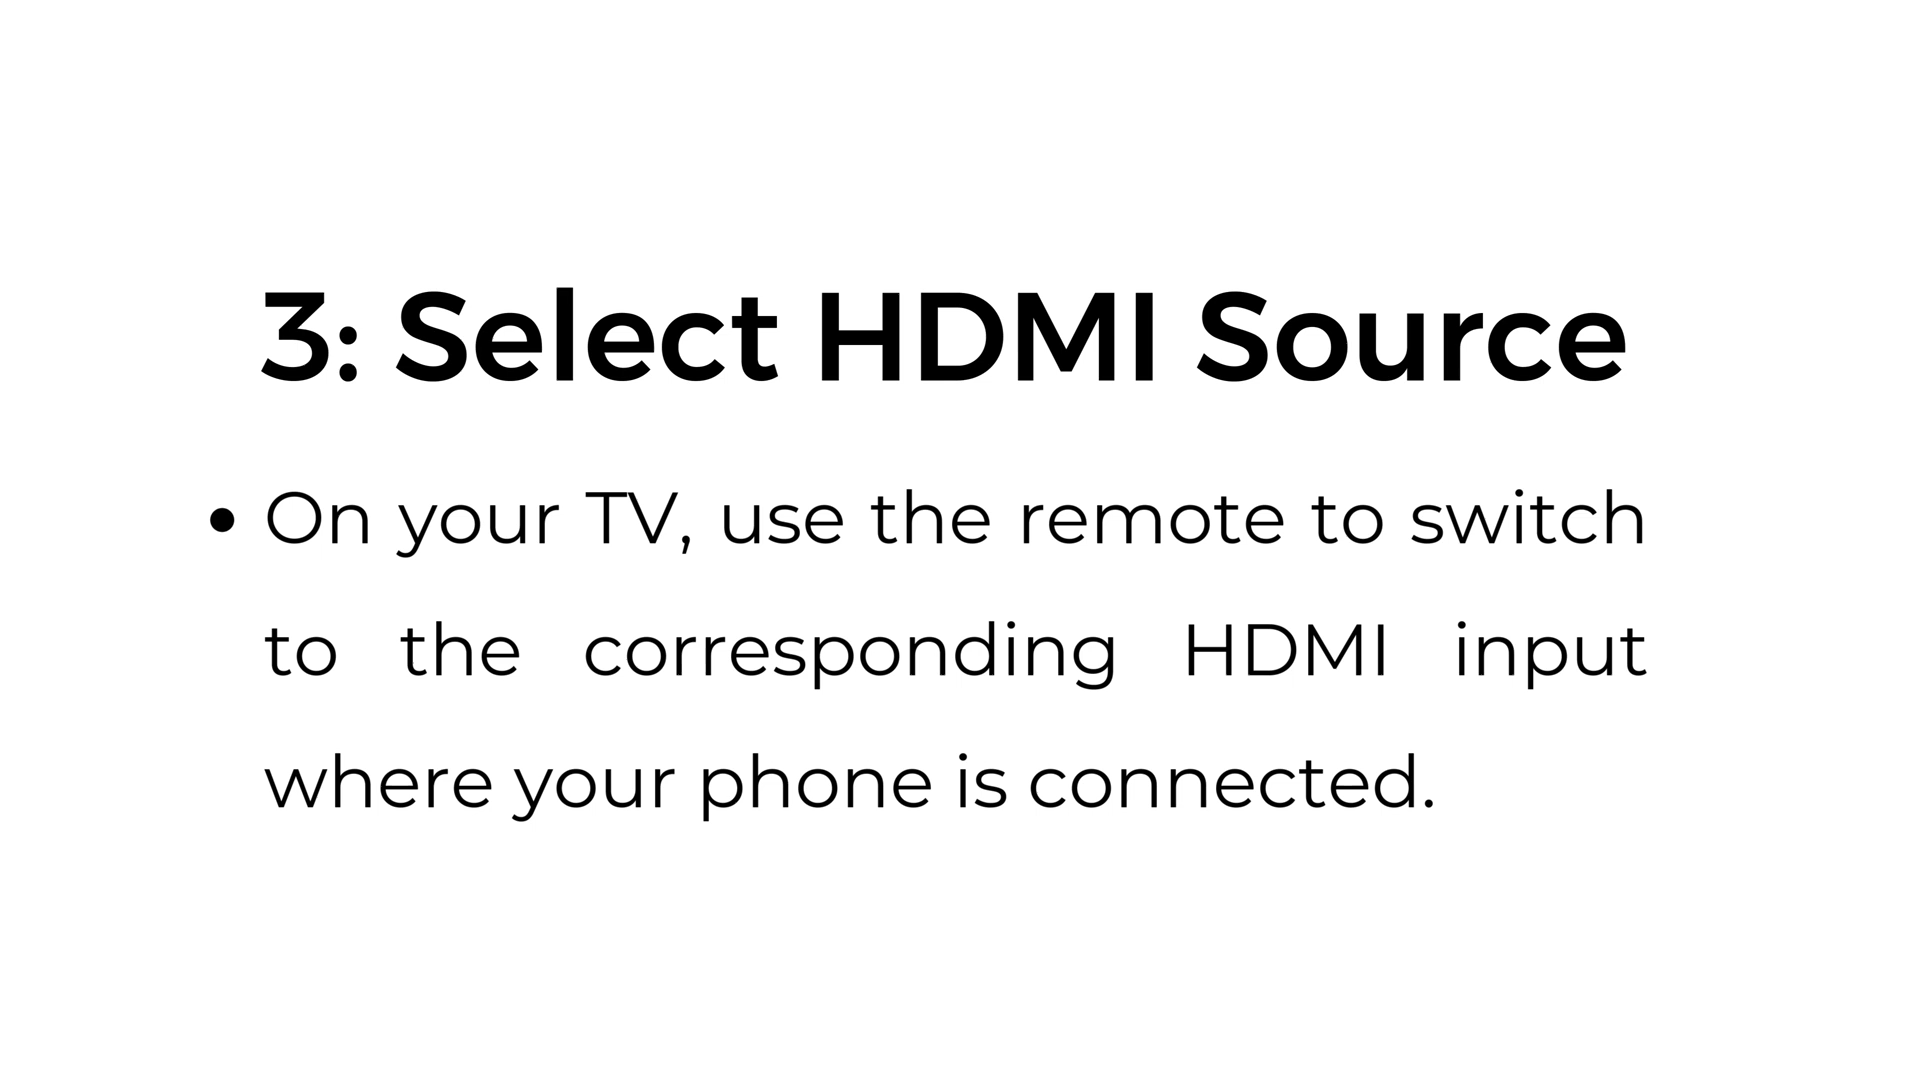 3: Select HDMI Source
• On your TV, use the remote to switch
to the corresponding HDMI input
where your phone is connected.